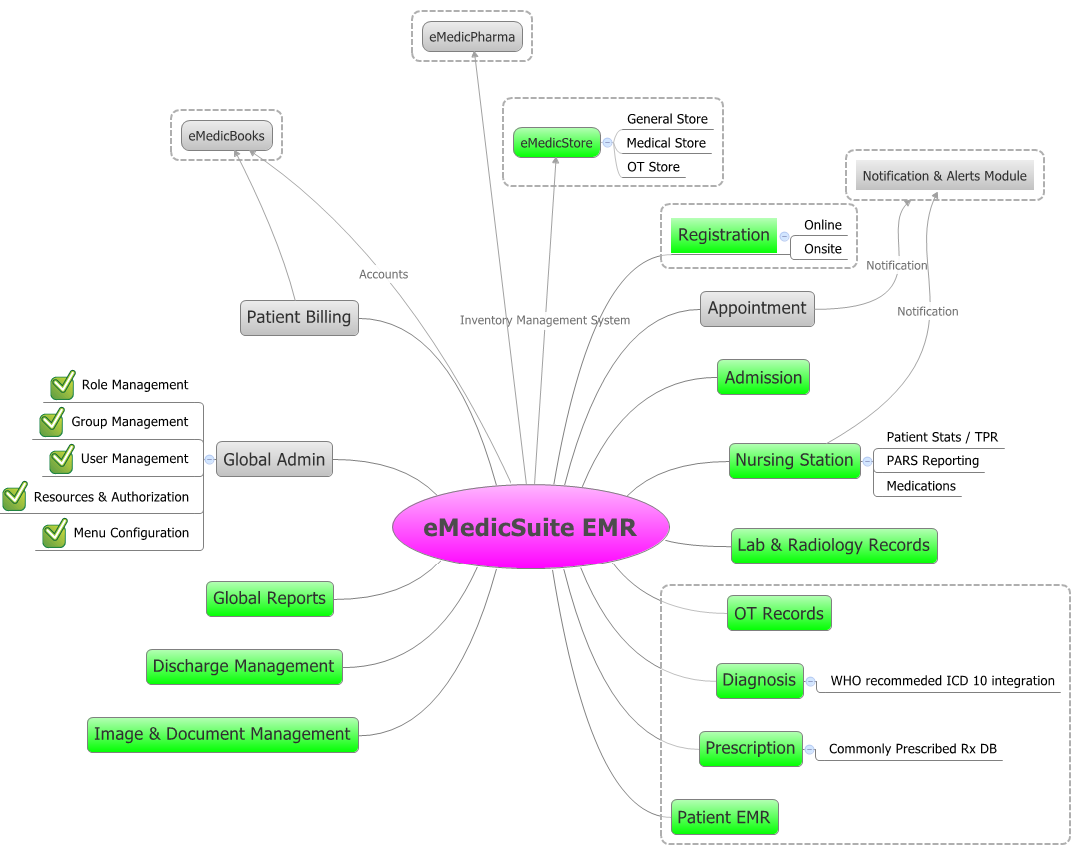 eMedicPharma
eMedicBooks
eMedicStore
General Store
Medical Store
OT Store
Notification & Alerts Module
Registration
Online
Onsite
Notification
Accounts
Appointment
Notification
Patient Billing
Inventory Management System
Admission
Role Management
Group Management
User Management
Resources & Authorization
Menu Configuration
Global Admin
Nursing Station
Patient Stats / TPR
PARS Reporting
Medications
eMedicSuite EMR
Lab & Radiology Records
Global Reports
OT Records
Discharge Management
Diagnosis
WHO recommeded ICD 10 integration
Image & Document Management
Prescription
Commonly Prescribed Rx DB
Patient EMR